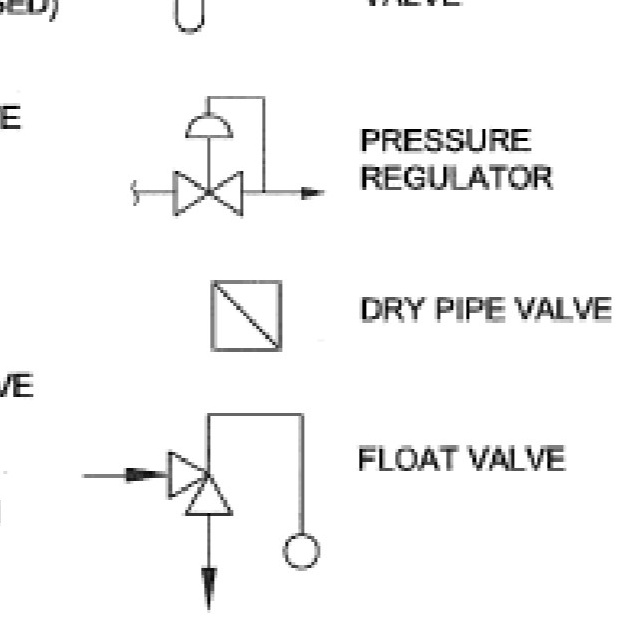 VALVE
PRESSURE
REGULATOR
DRY PIPE VALVE
FLOAT VALVE